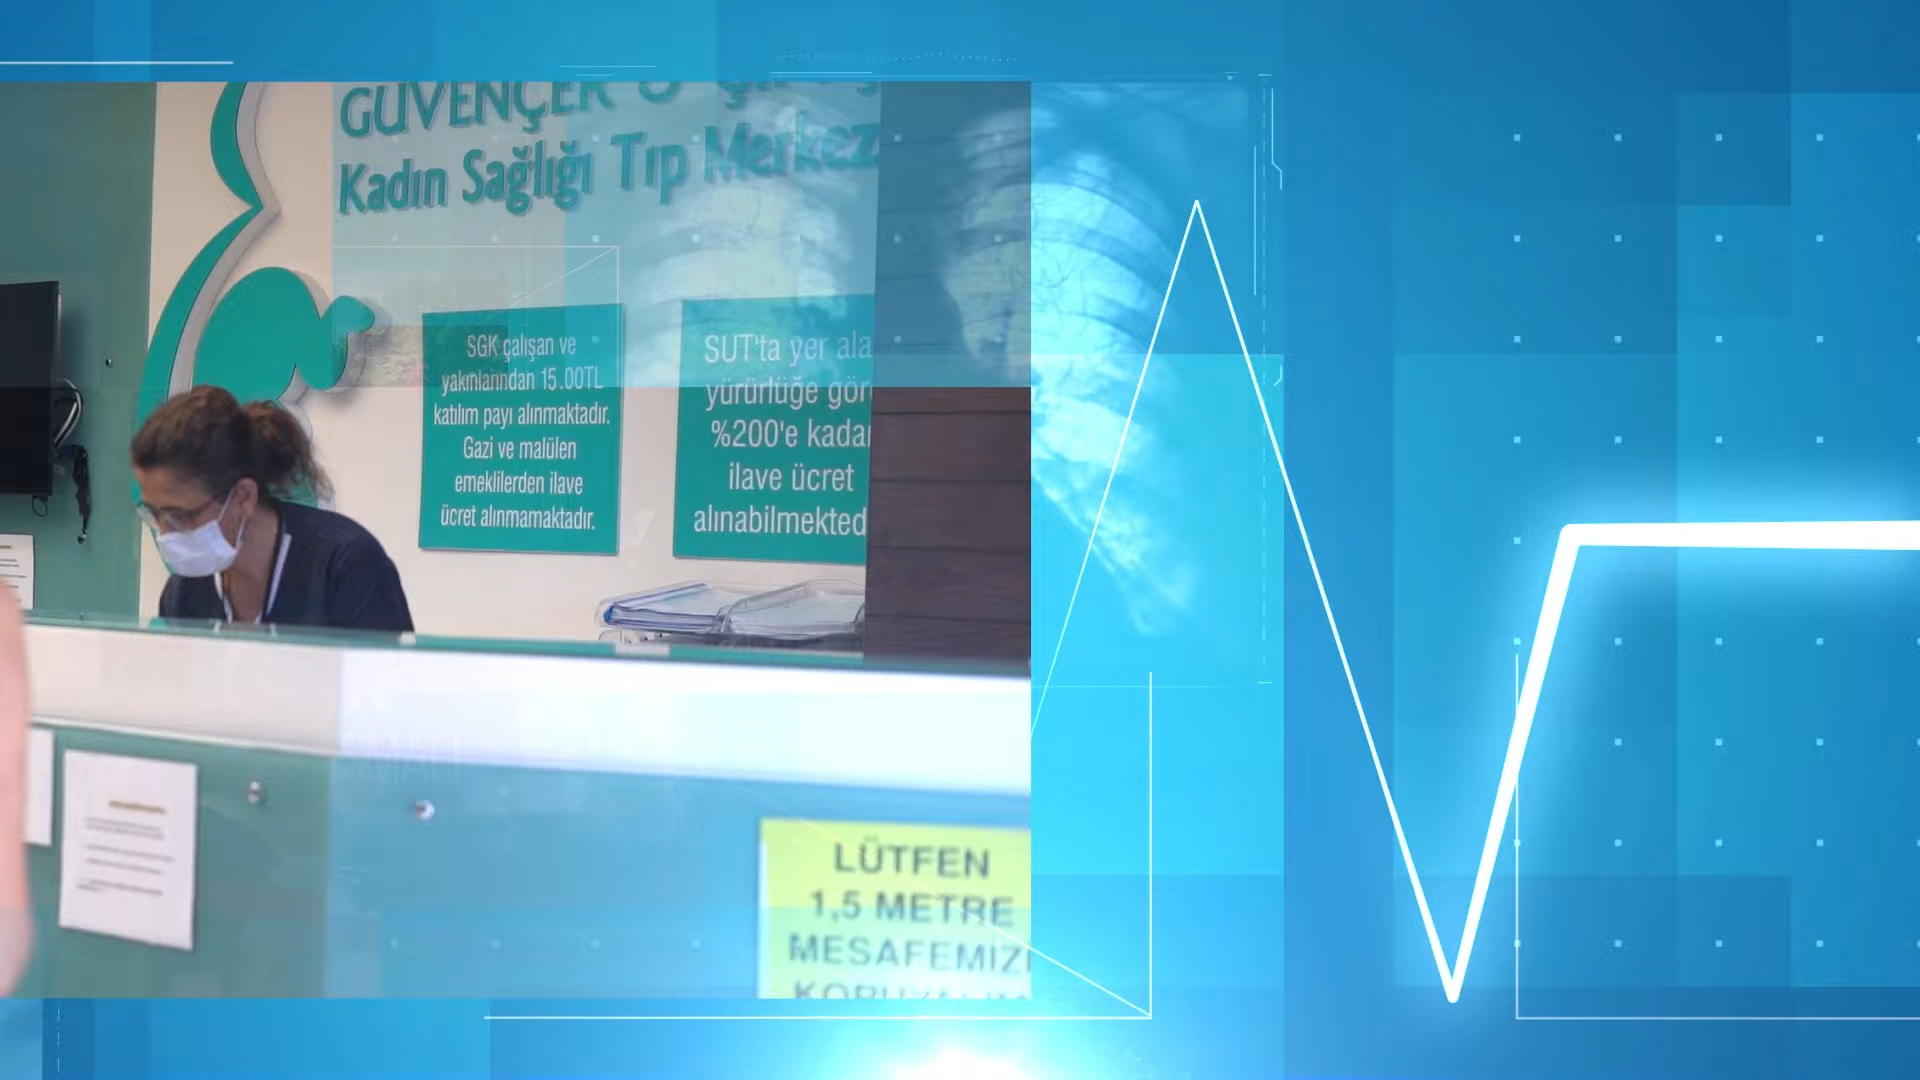 GÜVENÇER &
Kadın Sağlığı Tıp Merkez
SGK çalışan ve
yakınlarından 15.00TL
katılım payı alınmaktadır.
Gazi ve malülen
emeklilerden ilave
ücret alınmamaktadır.
SUT'ta yer ala
yürürlüğe gör
%200'e kadar
ilave ücret
alınabilmekted
LÜTFEN
1,5 METRE
MESAFEMIZI